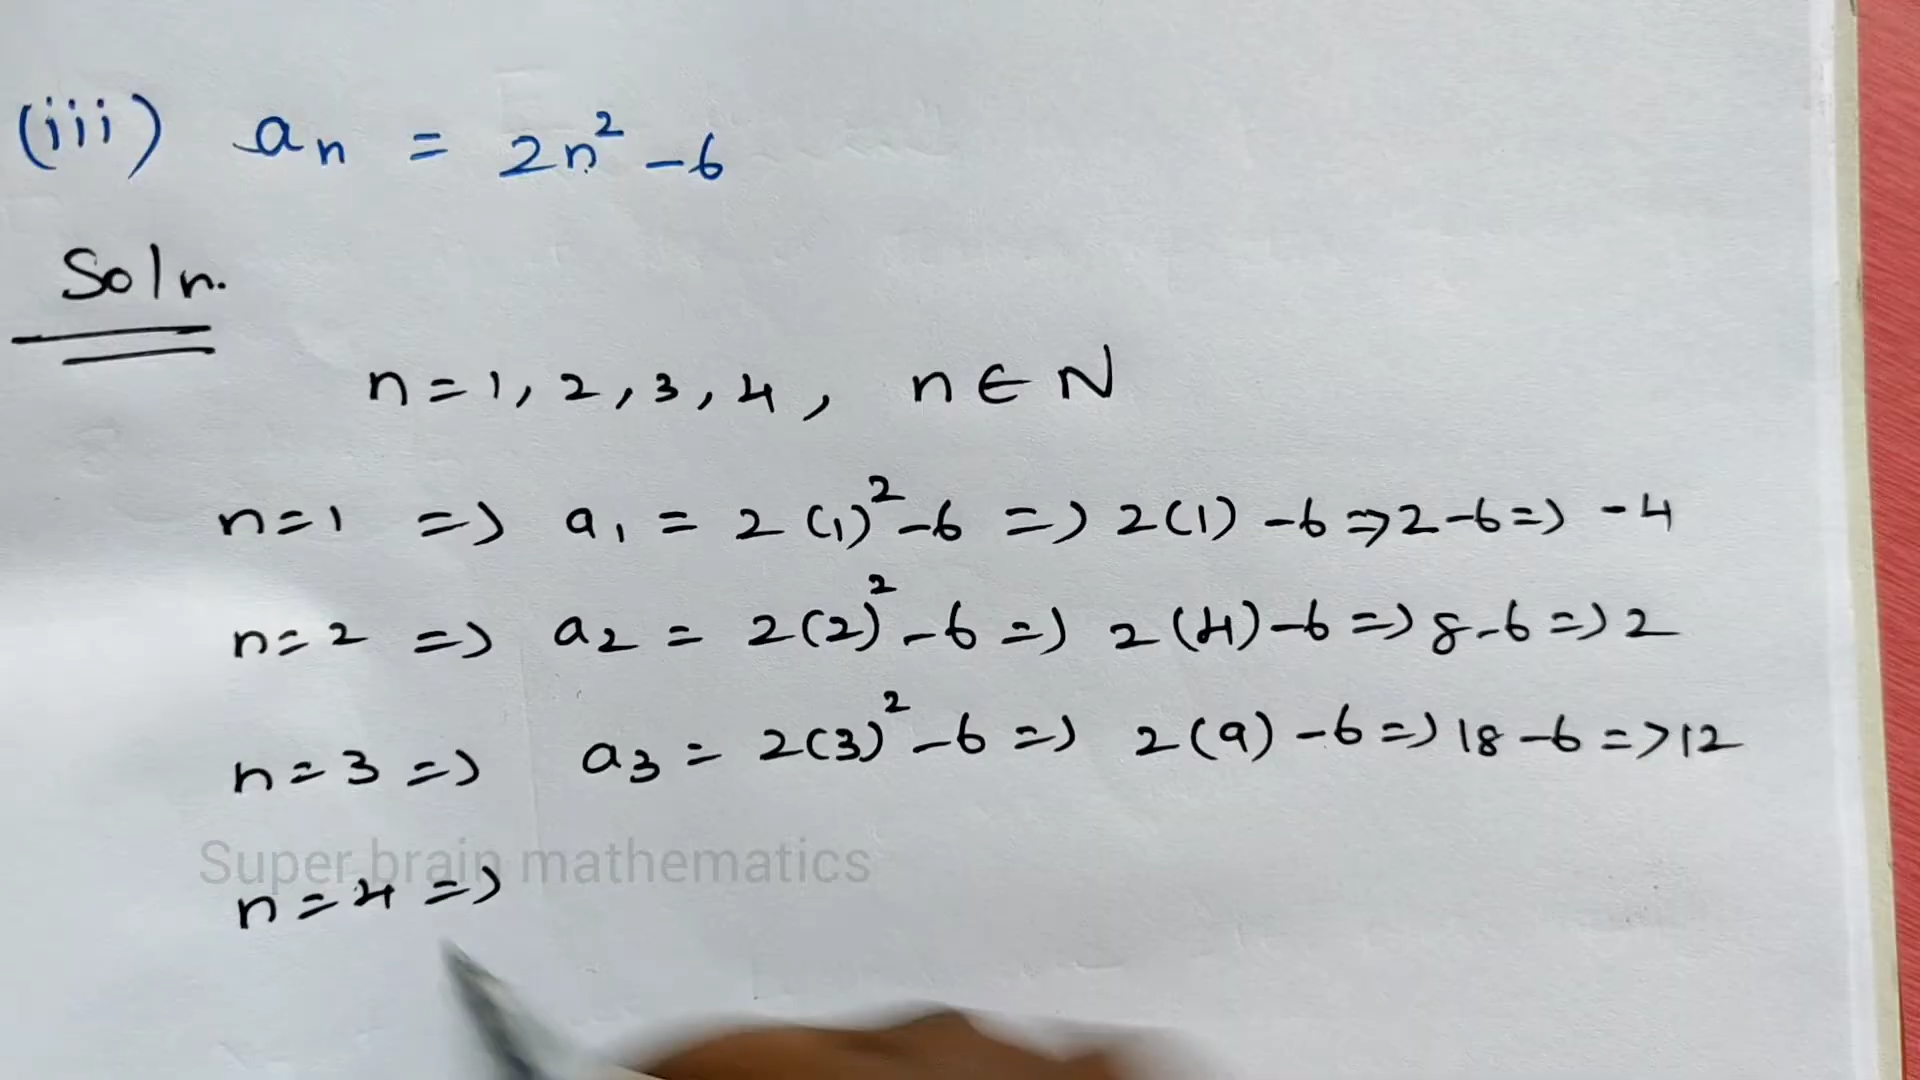 (iii) aₙ = 2n² - 6
Soln.
n = 1, 2, 3, 4, n ∈ N
n=1 => a₁ = 2(1)² - 6 => 2(1) - 6 => 2 - 6 => -4
n=2 => a₂ = 2(2)² - 6 => 2(4) - 6 => 8 - 6 => 2
n=3 => a₃ = 2(3)² - 6 => 2(9) - 6 => 18 - 6 => 12
Super brain mathematics
n=4 =>